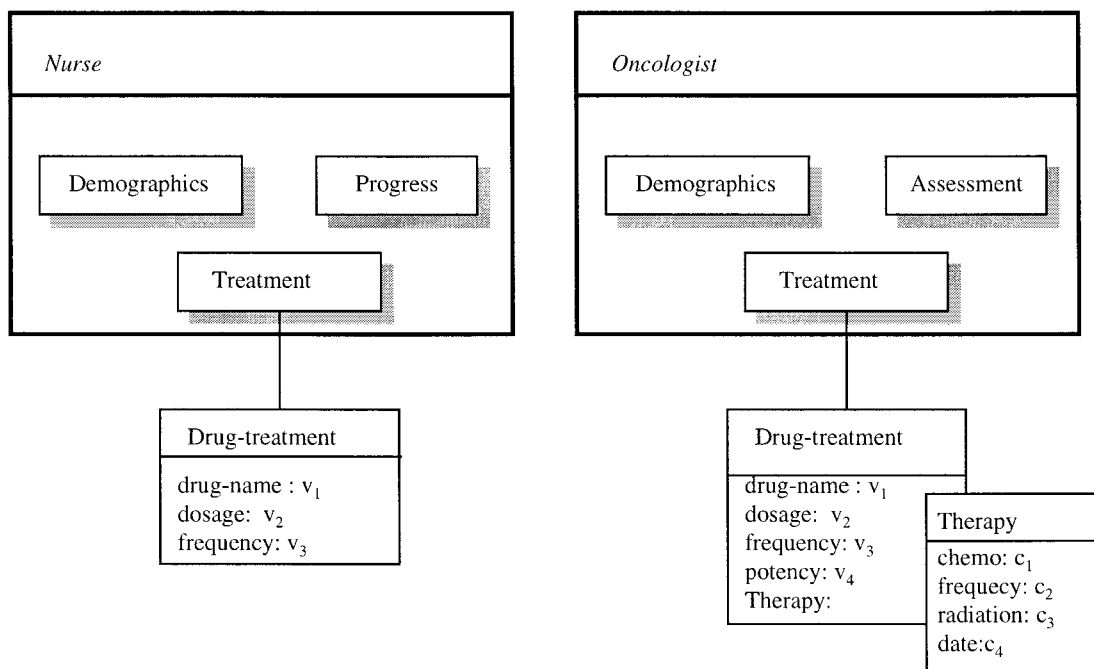 Nurse
Demographics
Progress
Treatment
Drug-treatment
drug-name : v₁
dosage: v₂
frequency: v₃
Oncologist
Demographics
Assessment
Treatment
Drug-treatment
drug-name : v₁
dosage: v₂
frequency: v₃
potency: v₄
Therapy:
Therapy
chemo: c₁
frequecy: c₂
radiation: c₃
date:c₄